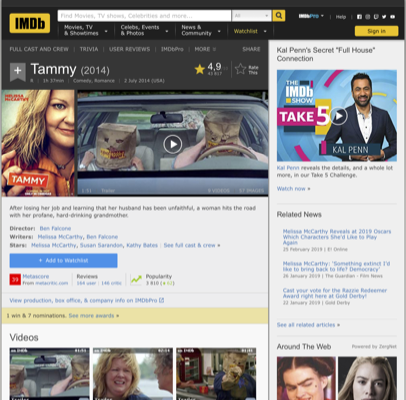 IMDb
Find Movies, TV shows, Celebrities and more...
All
IMDbPro
Help
Movies, TV & Showtimes
Celebs, Events & Photos
News & Community
Watchlist
Sign in
FULL CAST AND CREW
TRIVIA
USER REVIEWS
IMDbPro
MORE
SHARE
Tammy (2014)
1h 37min
Comedy, Romance
2 July 2014 (USA)
4,9
Rate This
MELISSA McCARTHY
TAMMY
1:51
Trailer
9 VIDEOS
After losing her job and learning that her husband has been unfaithful, a woman hits the road
with her profane, hard-drinking grandmother.
Director: Ben Falcone
Writers: Melissa McCarthy, Ben Falcone
Stars: Melissa McCarthy, Susan Sarandon, Kathy Bates
See full cast & crew »
+ Add to Watchlist
39
Metascore
From metacritic.com
Reviews
164 user
146 critic
Popularity
3 810
View production, box office, & company info on IMDbPro
1 win & 7 nominations. See more awards »
Videos
Kal Penn's Secret "Full House"
Connection
THE IMDb SHOW
TAKE 5
KAL PENN
Kal Penn reveals the details, and a whole lot
more, in our Take 5 Challenge.
Watch now »
Related News
Melissa McCarthy Reveals at 2019 Oscars
Which Characters She'd Like to Play
Again
25 February 2019 | E! Online
Melissa McCarthy: 'Something extinct I'd
like to bring back to life? Democracy'
26 January 2019 | The Guardian - Film News
Cast your vote for the Razzie Redeemer
Award right here at Gold Derby!
22 January 2019 | Gold Derby
See all related articles »
Around The Web
Powered by ZergNet